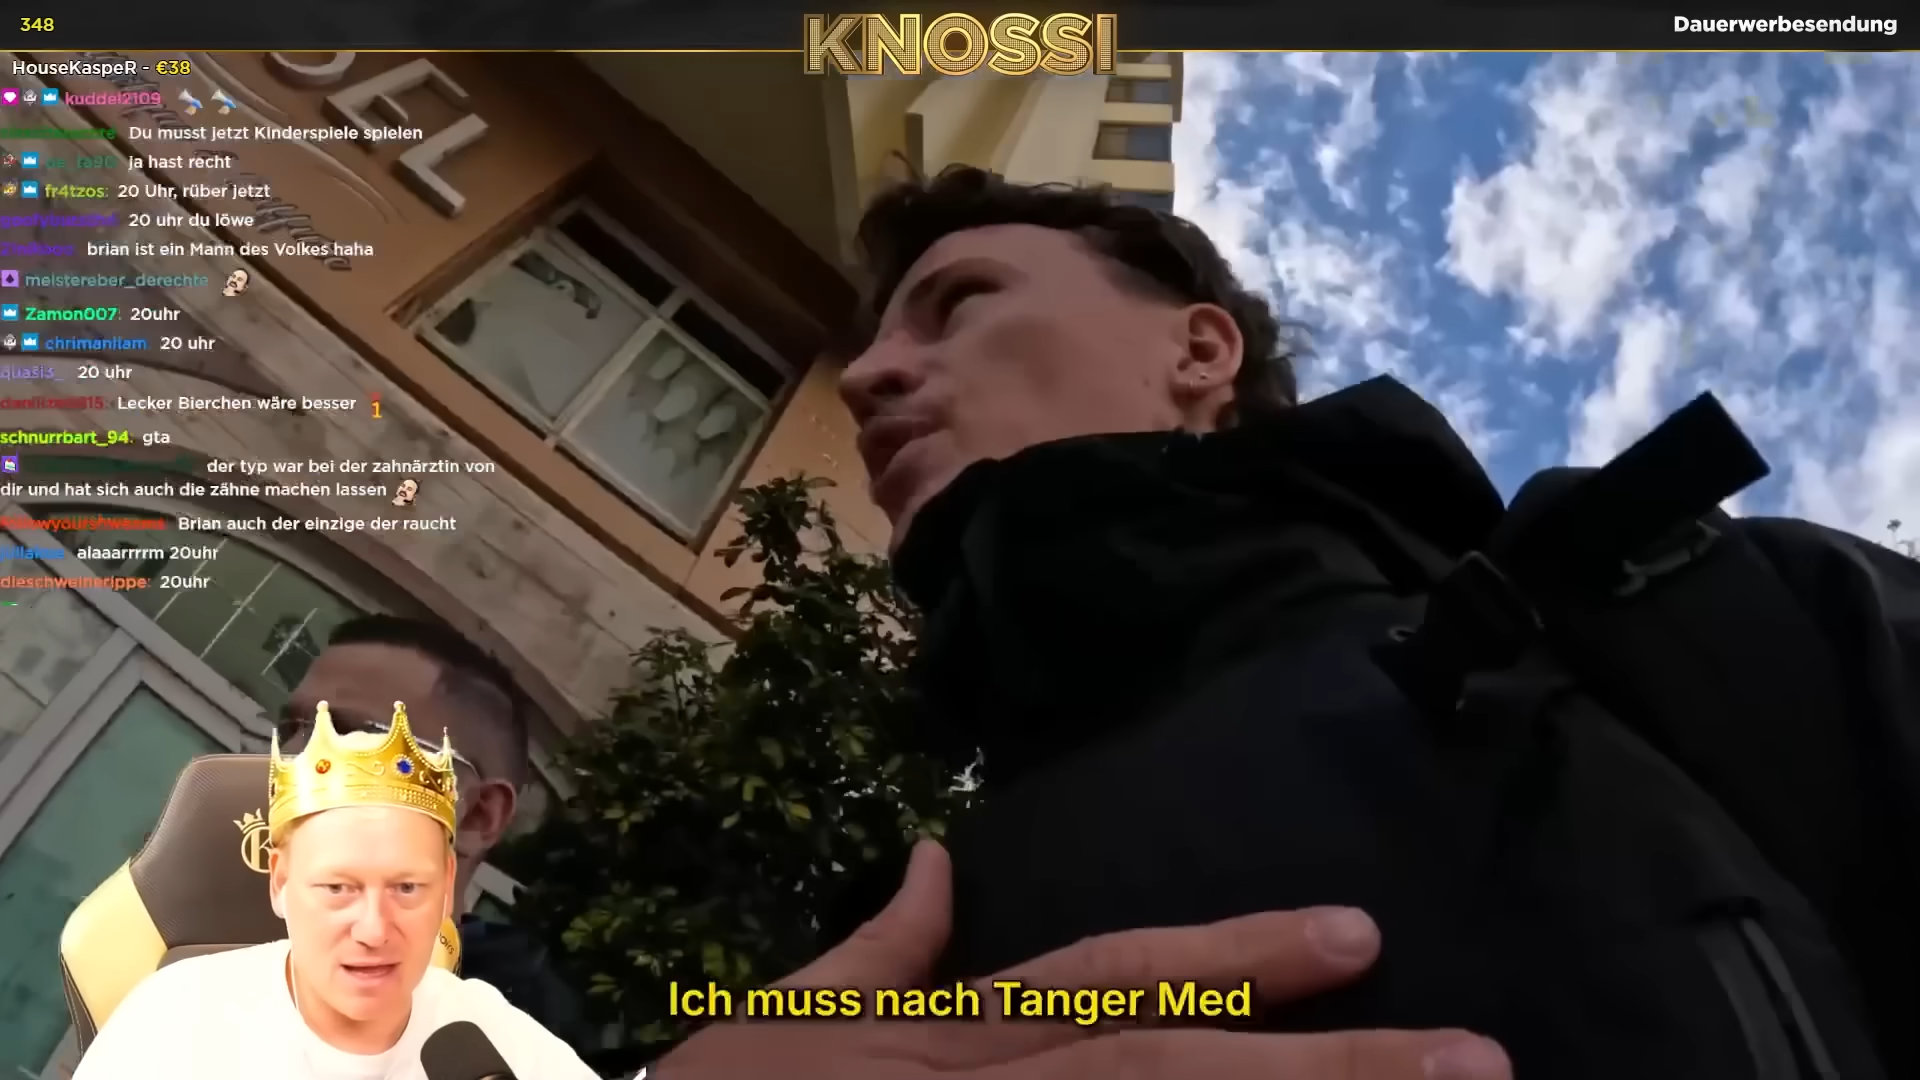 348
KNOSSI
Dauerwerbesendung
HouseKaspeR - €38
kuddel2109
SEL
Du musst jetzt Kinderspiele spielen
ja hast recht
fr4tzos: 20 Uhr, rüber jetzt
20 uhr du löwe
brian ist ein Mann des Volkes haha
meistereber_derechte
Zamon007: 20uhr
chrimanliam: 20 uhr
quasi3_ 20 uhr
Lecker Bierchen wäre besser 1
schnurrbart_94: gta
der typ war bei der zahnärztin von
dir und hat sich auch die zähne machen lassen
Brian auch der einzige der raucht
alaaarrrrm 20uhr
dieschweinerippe: 20uhr
Ich muss nach Tanger Med